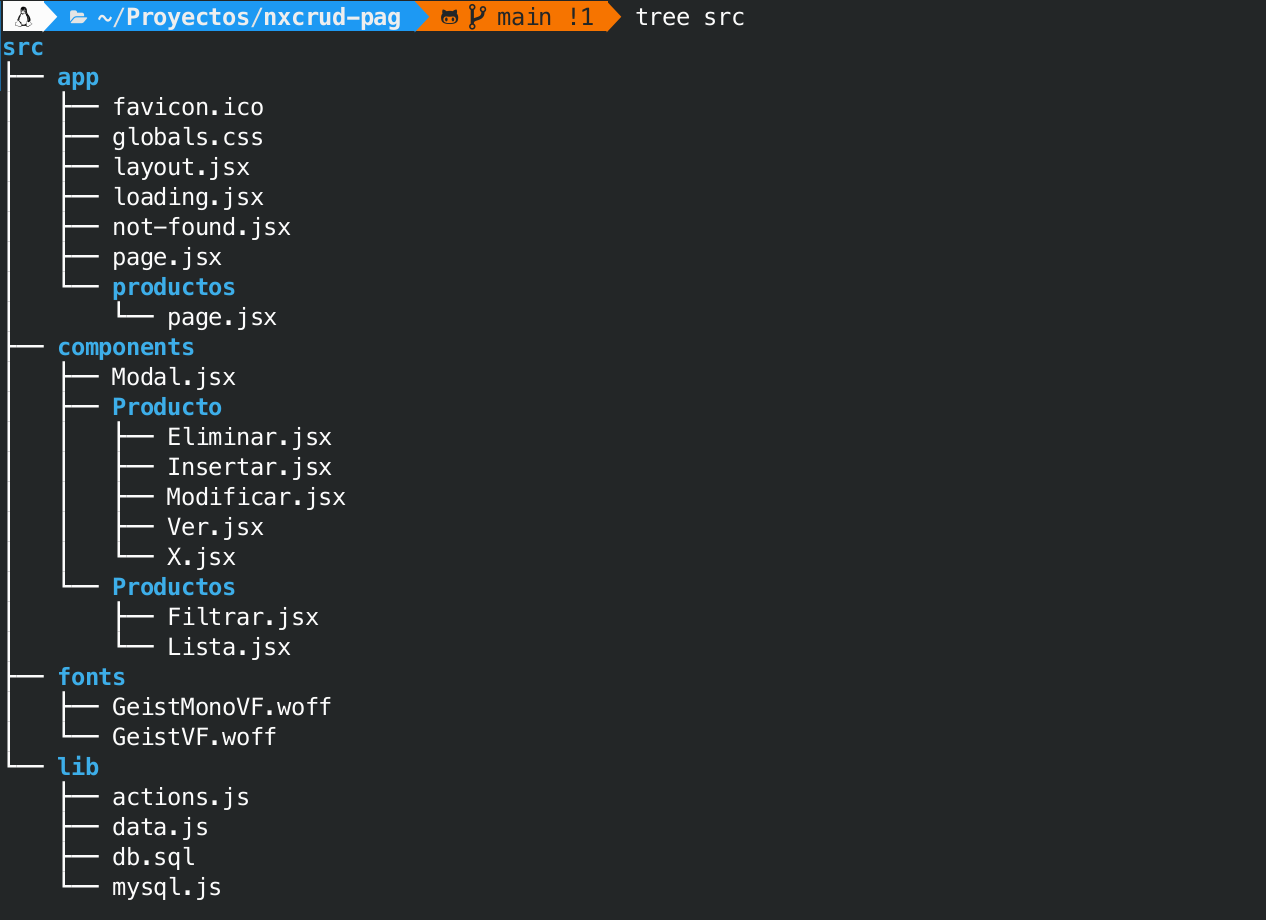 ~/Proyectos/nxcrud-pag main !1 tree src
src
├── app
│   ├── favicon.ico
│   ├── globals.css
│   ├── layout.jsx
│   ├── loading.jsx
│   ├── not-found.jsx
│   ├── page.jsx
│   └── productos
│       └── page.jsx
├── components
│   ├── Modal.jsx
│   ├── Producto
│   │   ├── Eliminar.jsx
│   │   ├── Insertar.jsx
│   │   ├── Modificar.jsx
│   │   ├── Ver.jsx
│   │   └── X.jsx
│   └── Productos
│       ├── Filtrar.jsx
│       └── Lista.jsx
├── fonts
│   ├── GeistMonoVF.woff
│   └── GeistVF.woff
└── lib
    ├── actions.js
    ├── data.js
    ├── db.sql
    └── mysql.js